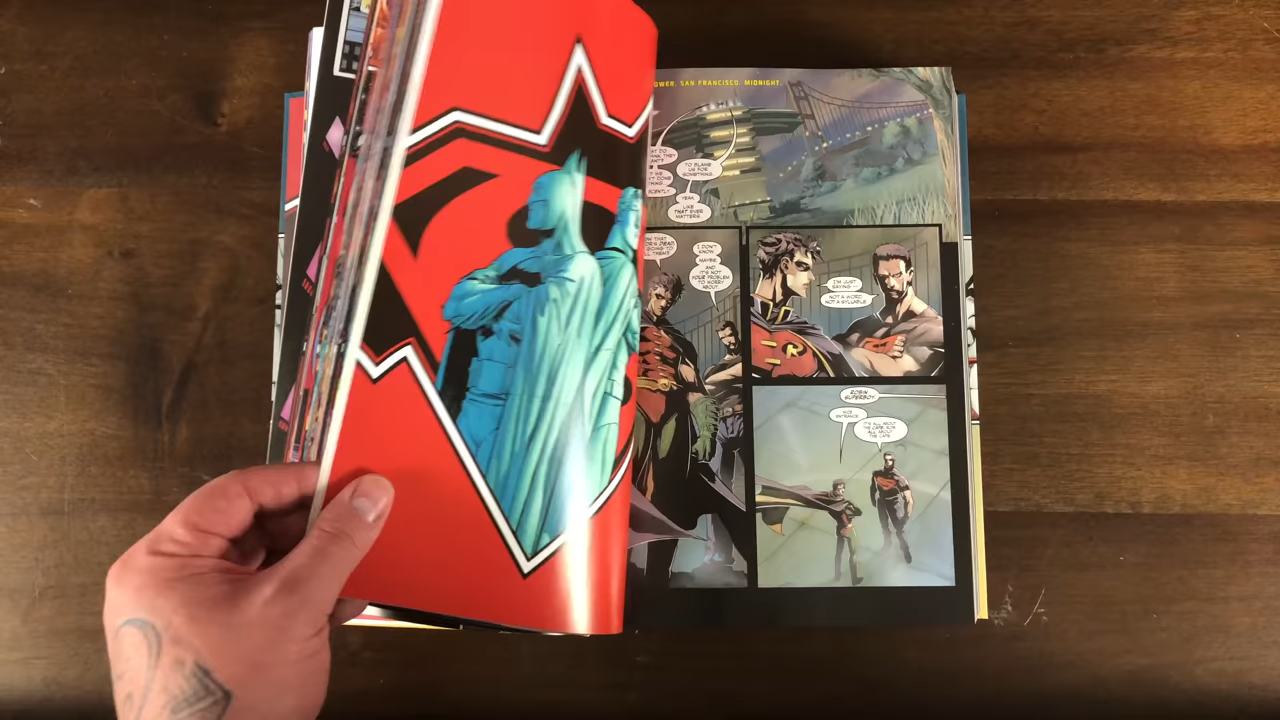 OWER. SAN FRANCISCO. MIDNIGHT.
TO BLAME
US FOR
SOMETHING.
YEAH.
LIKE
THAT EVER
MATTERS.
I DON'T
KNOW.
MAYBE.
AND
IT'S NOT
YOUR PROBLEM
TO WORRY
ABOUT.
I'M JUST
SAYING --
NOT A WORD.
NOT A SYLLABLE.
R
ROBIN.
SUPERBOY.
NICE
ENTRANCE.
IT'S ALL
ABOUT
THE CAPE
ALL ABOUT
THE CAPE.